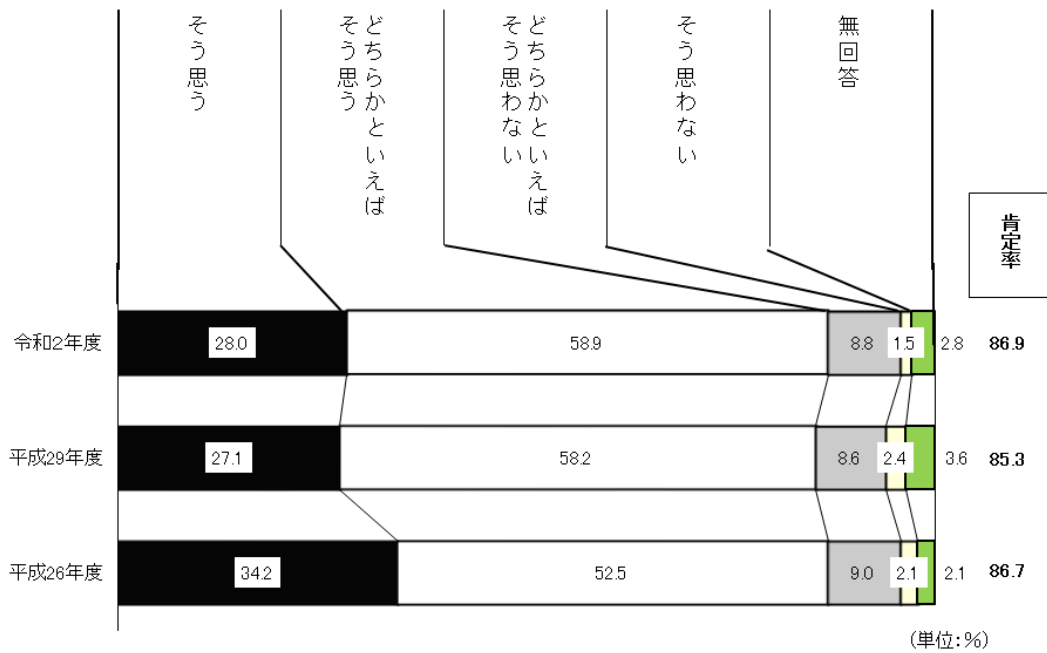 そう思う
どちらかといえば
そう思う
どちらかといえば
そう思わない
そう思わない
無回答
肯定率
令和2年度 28.0 58.9 8.8 1.5 2.8 86.9
平成29年度 27.1 58.2 8.6 2.4 3.6 85.3
平成26年度 34.2 52.5 9.0 2.1 2.1 86.7
(単位:%)